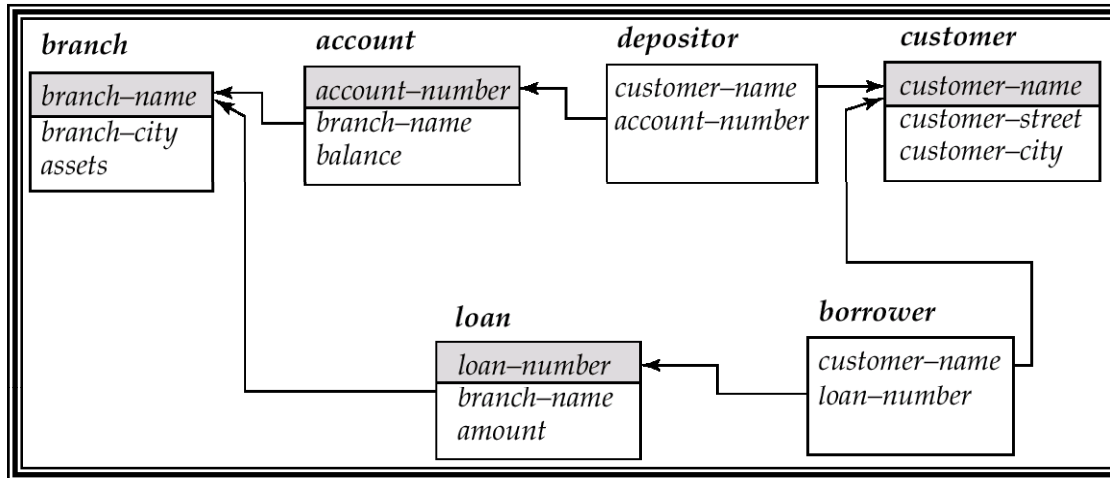 branch
branch–name
branch–city
assets
account
account–number
branch–name
balance
depositor
customer–name
account–number
customer
customer–name
customer–street
customer–city
loan
loan–number
branch–name
amount
borrower
customer–name
loan–number